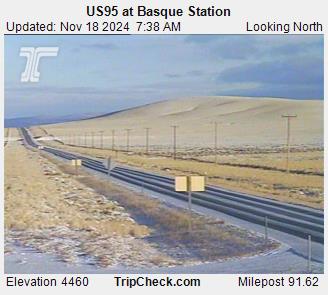 US95 at Basque Station
Updated: Nov 18 2024 7:38 AM Looking North
Elevation 4460 TripCheck.com Milepost 91.62